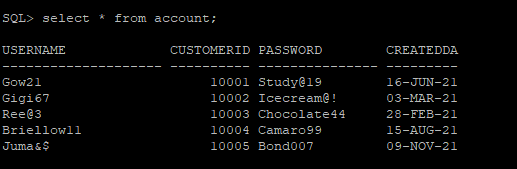 SQL> select * from account;
USERNAME CUSTOMERID PASSWORD CREATEDDA
-------------------- ---------- --------------- ---------
Gow21 10001 Study@19 16-JUN-21
Gigi67 10002 Icecream@! 03-MAR-21
Ree@3 10003 Chocolate44 28-FEB-21
Briellow11 10004 Camaro99 15-AUG-21
Juma&$ 10005 Bond007 09-NOV-21